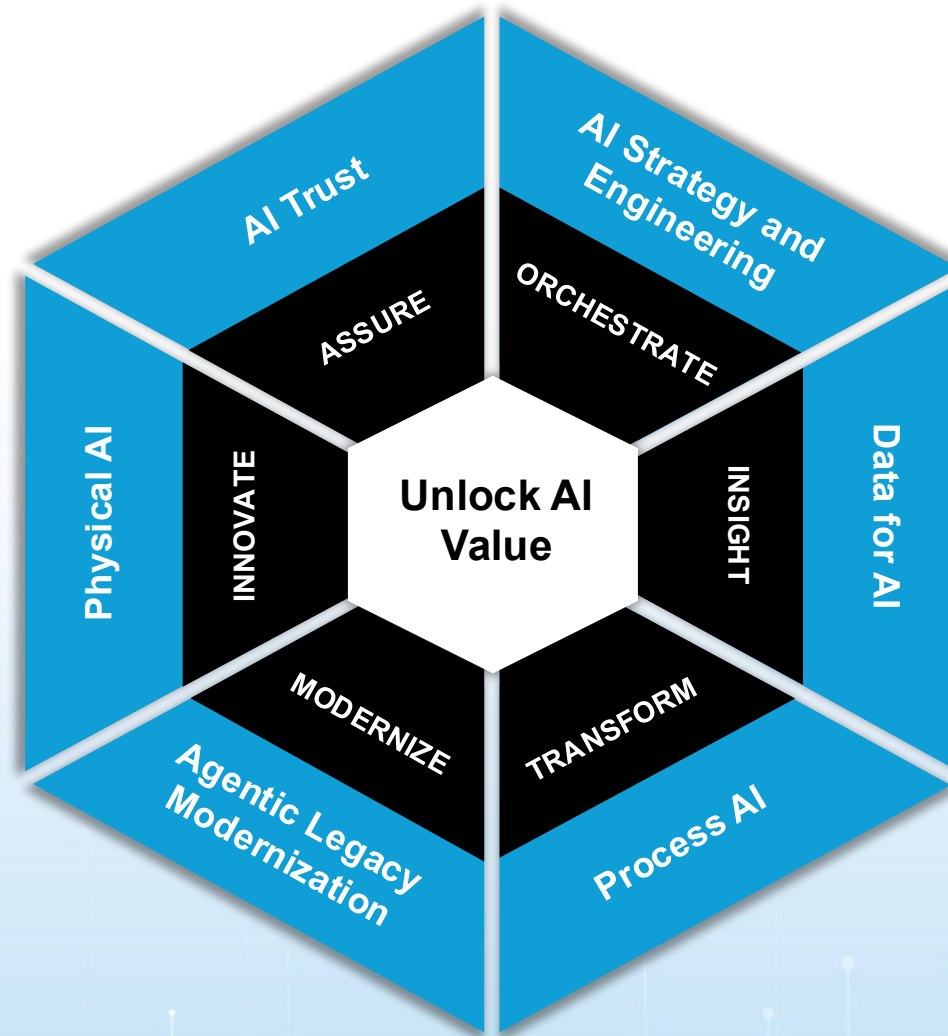 AI Trust
AI Strategy and
Engineering
ASSURE
ORCHESTRATE
Physical AI
INNOVATE
Unlock AI
Value
INSIGHT
Data for AI
MODERNIZE
TRANSFORM
Agentic Legacy
Modernization
Process AI